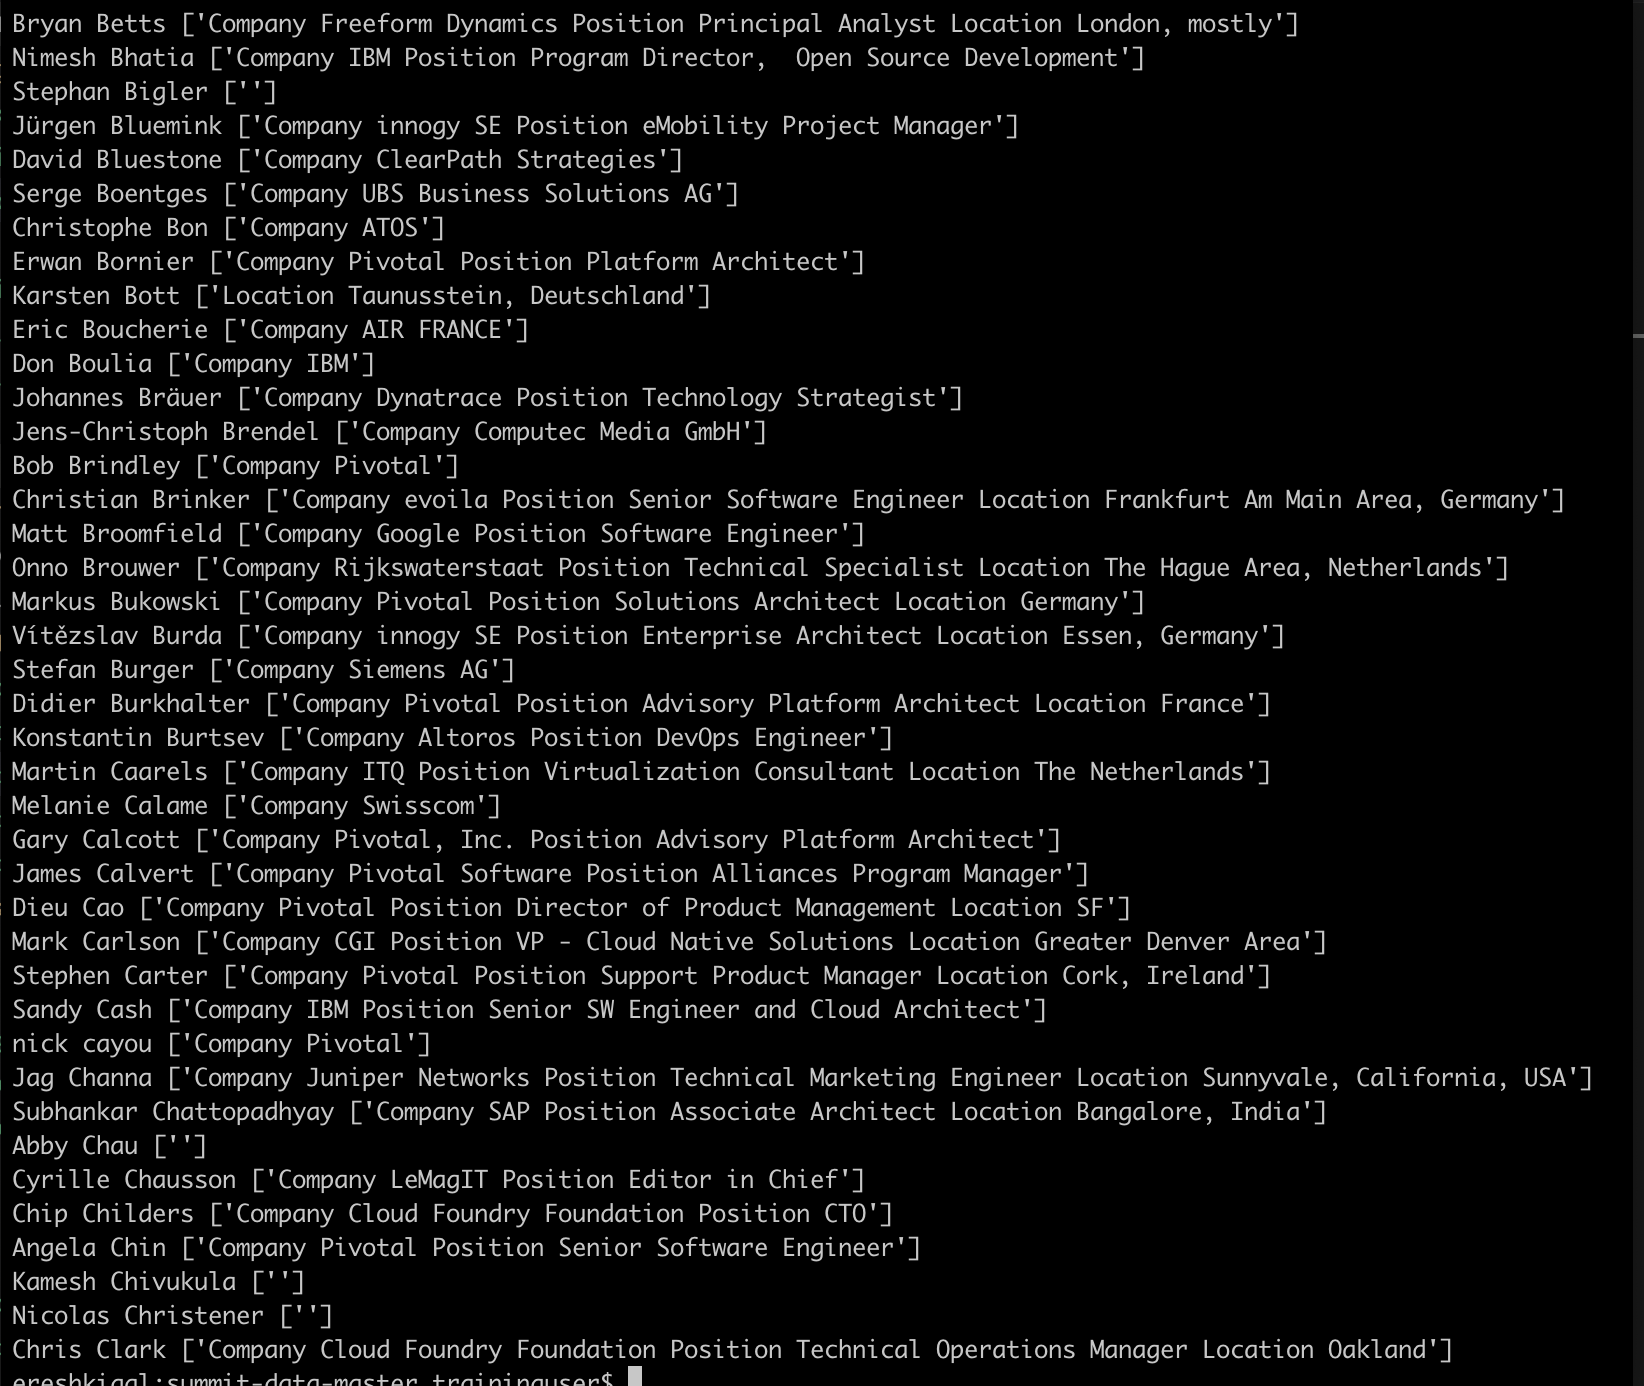 Bryan Betts ['Company Freeform Dynamics Position Principal Analyst Location London, mostly']
Nimesh Bhatia ['Company IBM Position Program Director,  Open Source Development']
Stephan Bigler ['']
Jürgen Bluemink ['Company innogy SE Position eMobility Project Manager']
David Bluestone ['Company ClearPath Strategies']
Serge Boentges ['Company UBS Business Solutions AG']
Christophe Bon ['Company ATOS']
Erwan Bornier ['Company Pivotal Position Platform Architect']
Karsten Bott ['Location Taunusstein, Deutschland']
Eric Boucherie ['Company AIR FRANCE']
Don Boulia ['Company IBM']
Johannes Bräuer ['Company Dynatrace Position Technology Strategist']
Jens-Christoph Brendel ['Company Computec Media GmbH']
Bob Brindley ['Company Pivotal']
Christian Brinker ['Company evoila Position Senior Software Engineer Location Frankfurt Am Main Area, Germany']
Matt Broomfield ['Company Google Position Software Engineer']
Onno Brouwer ['Company Rijkswaterstaat Position Technical Specialist Location The Hague Area, Netherlands']
Markus Bukowski ['Company Pivotal Position Solutions Architect Location Germany']
Vítězslav Burda ['Company innogy SE Position Enterprise Architect Location Essen, Germany']
Stefan Burger ['Company Siemens AG']
Didier Burkhalter ['Company Pivotal Position Advisory Platform Architect Location France']
Konstantin Burtsev ['Company Altoros Position DevOps Engineer']
Martin Caarels ['Company ITQ Position Virtualization Consultant Location The Netherlands']
Melanie Calame ['Company Swisscom']
Gary Calcott ['Company Pivotal, Inc. Position Advisory Platform Architect']
James Calvert ['Company Pivotal Software Position Alliances Program Manager']
Dieu Cao ['Company Pivotal Position Director of Product Management Location SF']
Mark Carlson ['Company CGI Position VP - Cloud Native Solutions Location Greater Denver Area']
Stephen Carter ['Company Pivotal Position Support Product Manager Location Cork, Ireland']
Sandy Cash ['Company IBM Position Senior SW Engineer and Cloud Architect']
nick cayou ['Company Pivotal']
Jag Channa ['Company Juniper Networks Position Technical Marketing Engineer Location Sunnyvale, California, USA']
Subhankar Chattopadhyay ['Company SAP Position Associate Architect Location Bangalore, India']
Abby Chau ['']
Cyrille Chausson ['Company LeMagIT Position Editor in Chief']
Chip Childers ['Company Cloud Foundry Foundation Position CTO']
Angela Chin ['Company Pivotal Position Senior Software Engineer']
Kamesh Chivukula ['']
Nicolas Christener ['']
Chris Clark ['Company Cloud Foundry Foundation Position Technical Operations Manager Location Oakland']
ereshkigal:summit-data-master traininguser$